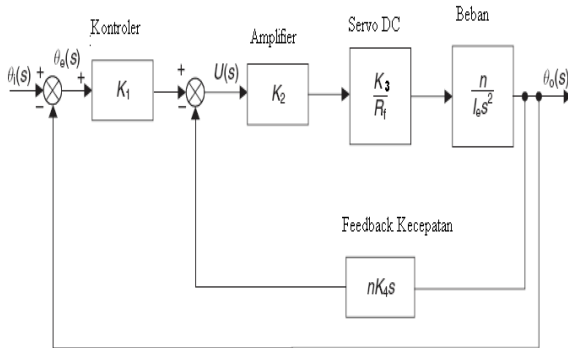 Kontroler
Amplifier
Servo DC
Beban
θi(s) + − θe(s) +
K1
+ − U(s)
K2
K3
Rf
n
Ies²
θo(s)
Feedback Kecepatan
nK4s